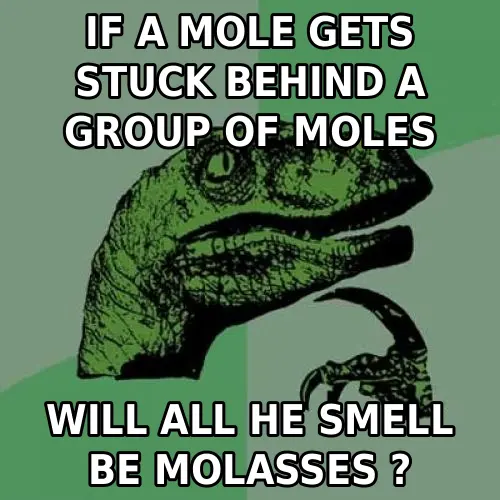 IF A MOLE GETS
STUCK BEHIND A
GROUP OF MOLES
WILL ALL HE SMELL
BE MOLASSES ?